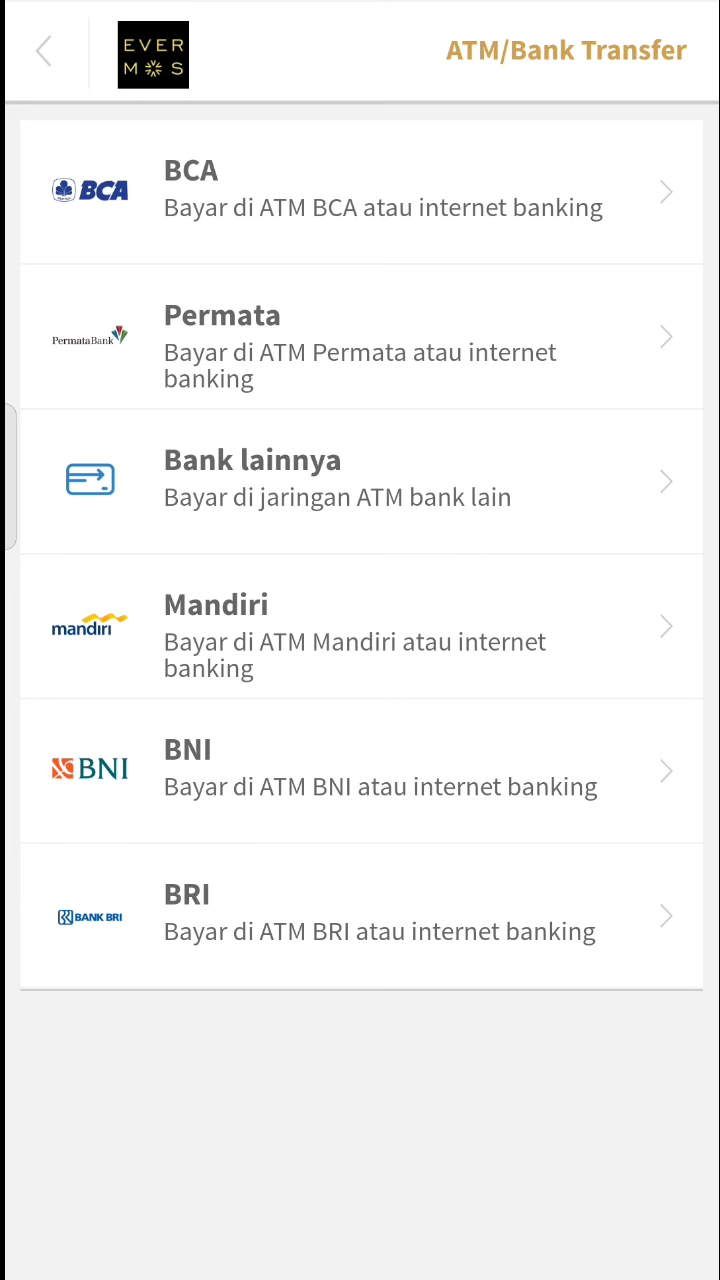 EVER
M S
ATM/Bank Transfer
BCA
BCA
Bayar di ATM BCA atau internet banking
PermataBank
Permata
Bayar di ATM Permata atau internet
banking
Bank lainnya
Bayar di jaringan ATM bank lain
mandiri
Mandiri
Bayar di ATM Mandiri atau internet
banking
BNI
BNI
Bayar di ATM BNI atau internet banking
BANK BRI
BRI
Bayar di ATM BRI atau internet banking